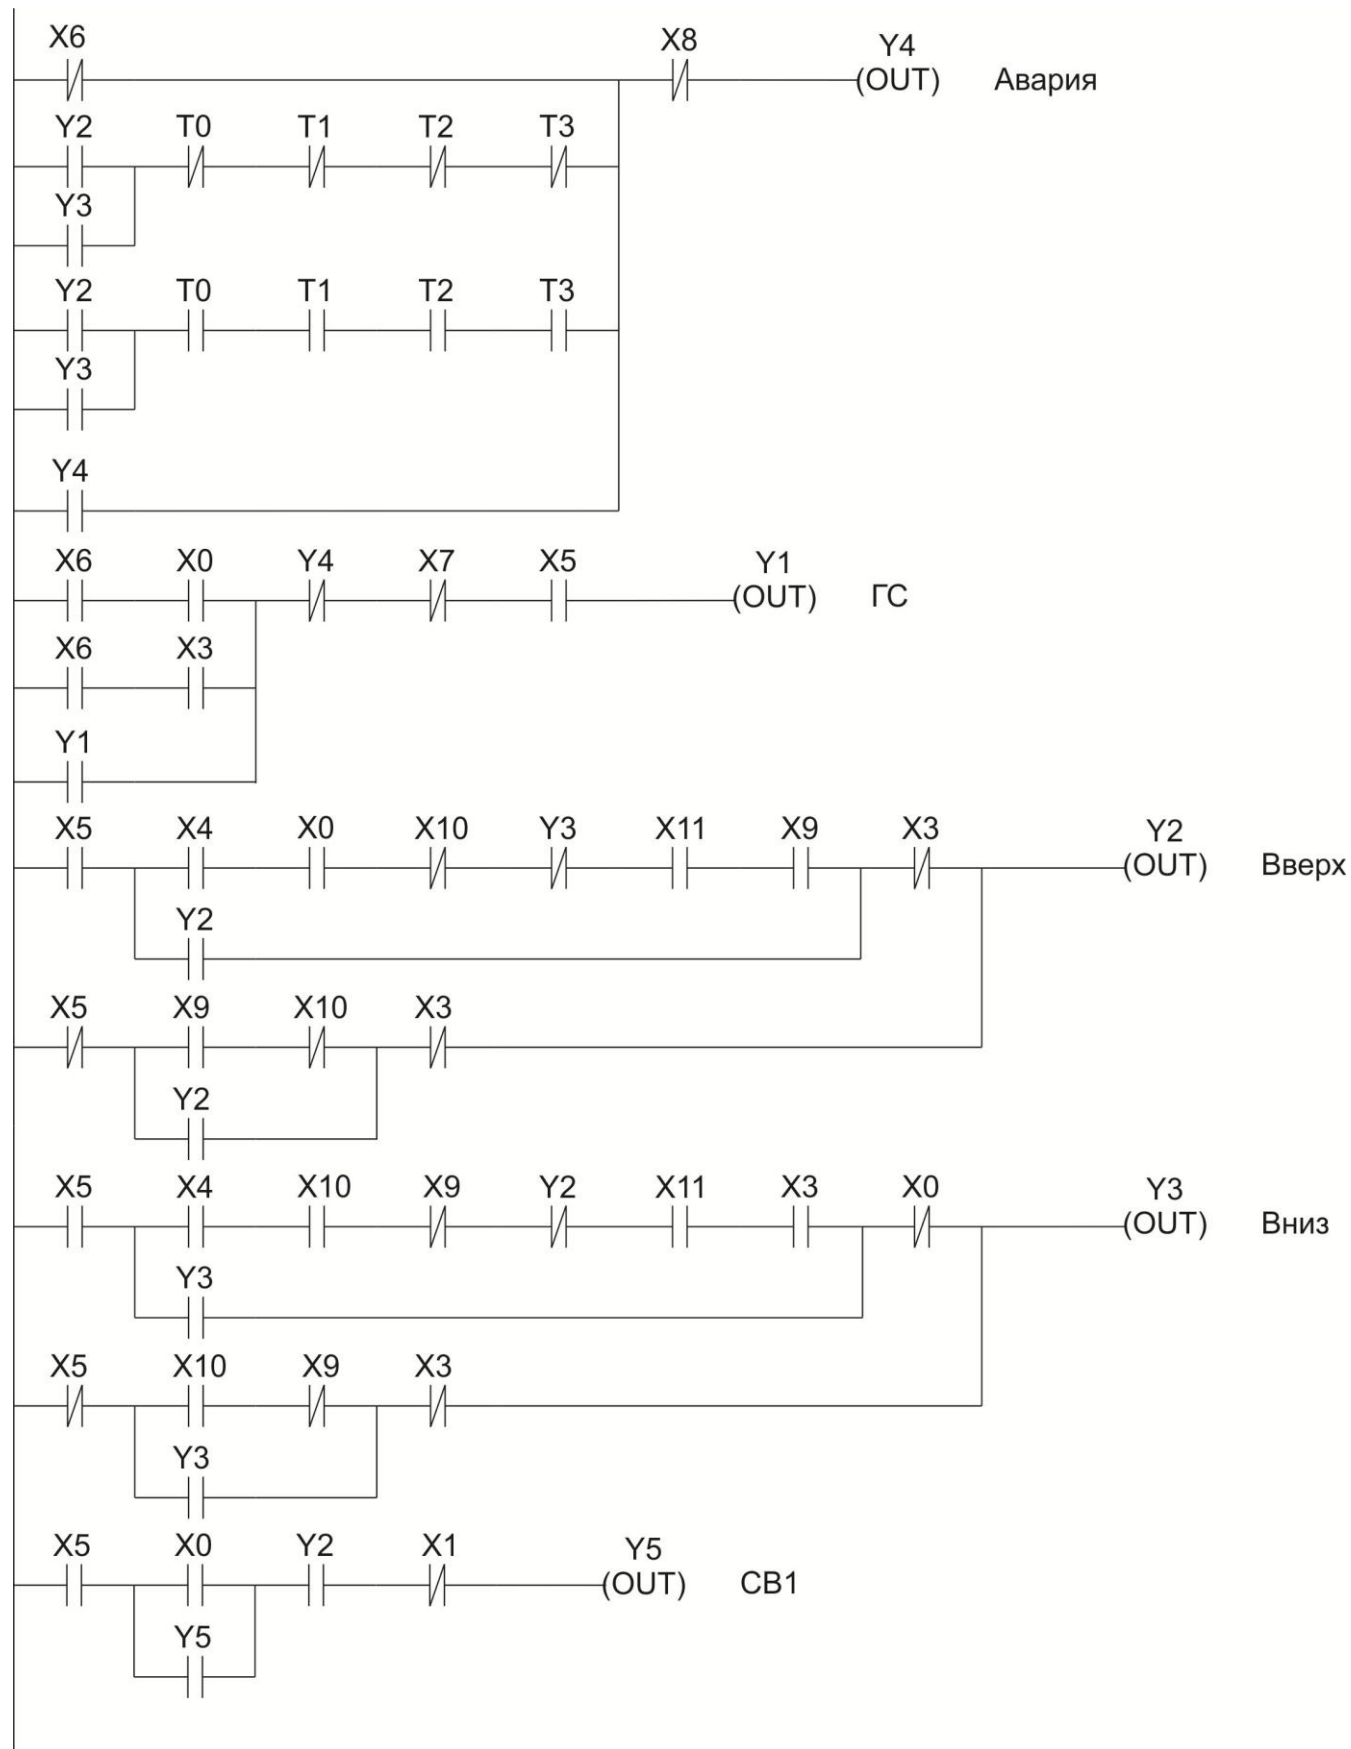 X6 X8 Y4
(OUT) Авария
Y2 T0 T1 T2 T3
Y3
Y2 T0 T1 T2 T3
Y3
Y4
X6 X0 Y4 X7 X5 Y1
(OUT) ГС
X6 X3
Y1
X5 X4 X0 X10 Y3 X11 X9 X3 Y2
(OUT) Вверх
Y2
X5 X9 X10 X3
Y2
X5 X4 X10 X9 Y2 X11 X3 X0 Y3
(OUT) Вниз
Y3
X5 X10 X9 X3
Y3
X5 X0 Y2 X1 Y5
(OUT) СВ1
Y5